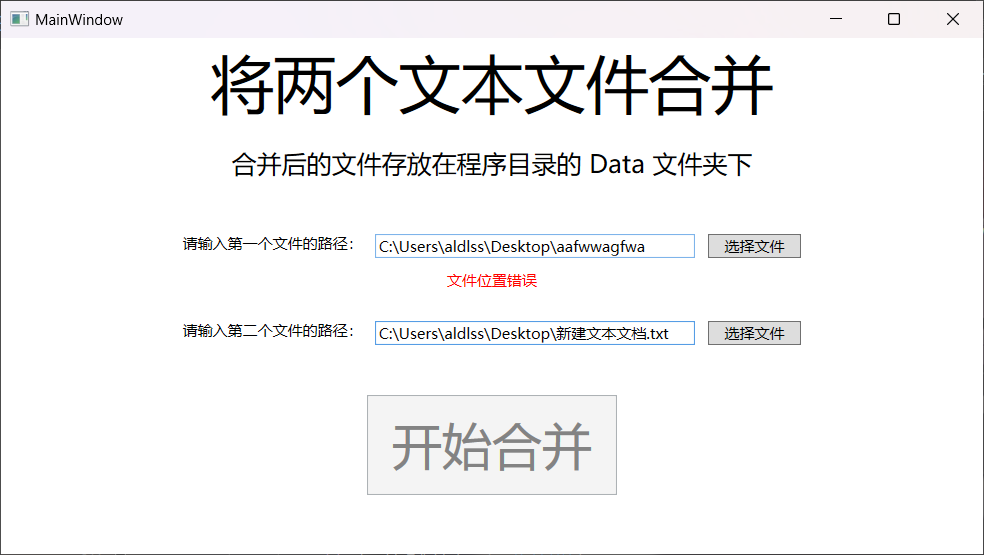 MainWindow
将两个文本文件合并
合并后的文件存放在程序目录的 Data 文件夹下
请输入第一个文件的路径： C:\Users\aldlss\Desktop\aafwwagfwa 选择文件
文件位置错误
请输入第二个文件的路径： C:\Users\aldlss\Desktop\新建文本文档.txt 选择文件
开始合并